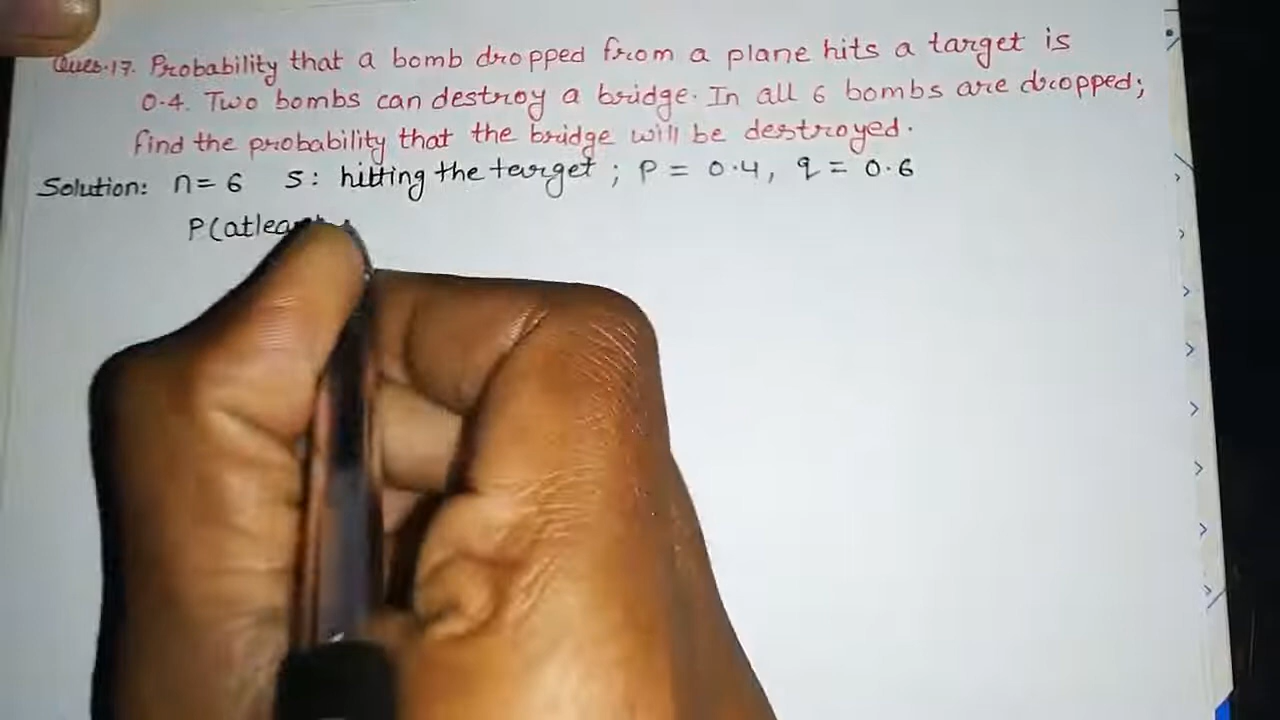 Ques.17. Probability that a bomb dropped from a plane hits a target is
0.4. Two bombs can destroy a bridge. In all 6 bombs are dropped;
find the probability that the bridge will be destroyed.
Solution: n = 6 S: hitting the target ; p = 0.4, q = 0.6
P(atleast